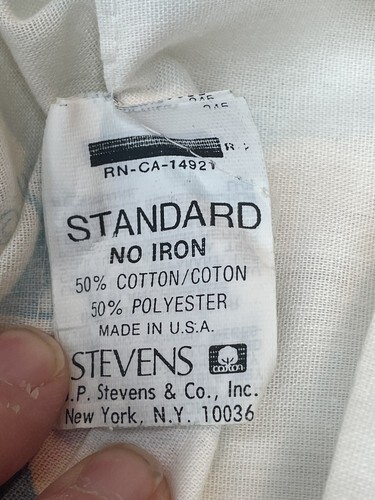 RN-CA-14921
STANDARD
NO IRON
50% COTTON/COTON
50% POLYESTER
MADE IN U.S.A.
STEVENS cotton
.P. Stevens & Co., Inc.
New York, N.Y. 10036